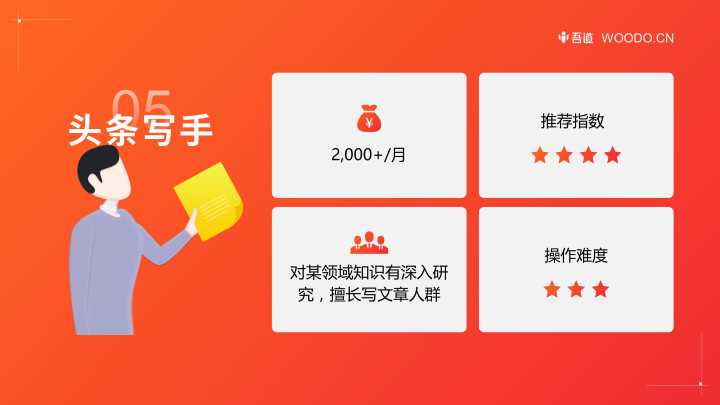 吾道 WOODO.CN
05
头条写手
¥
2,000+/月
推荐指数
对某领域知识有深入研
究，擅长写文章人群
操作难度